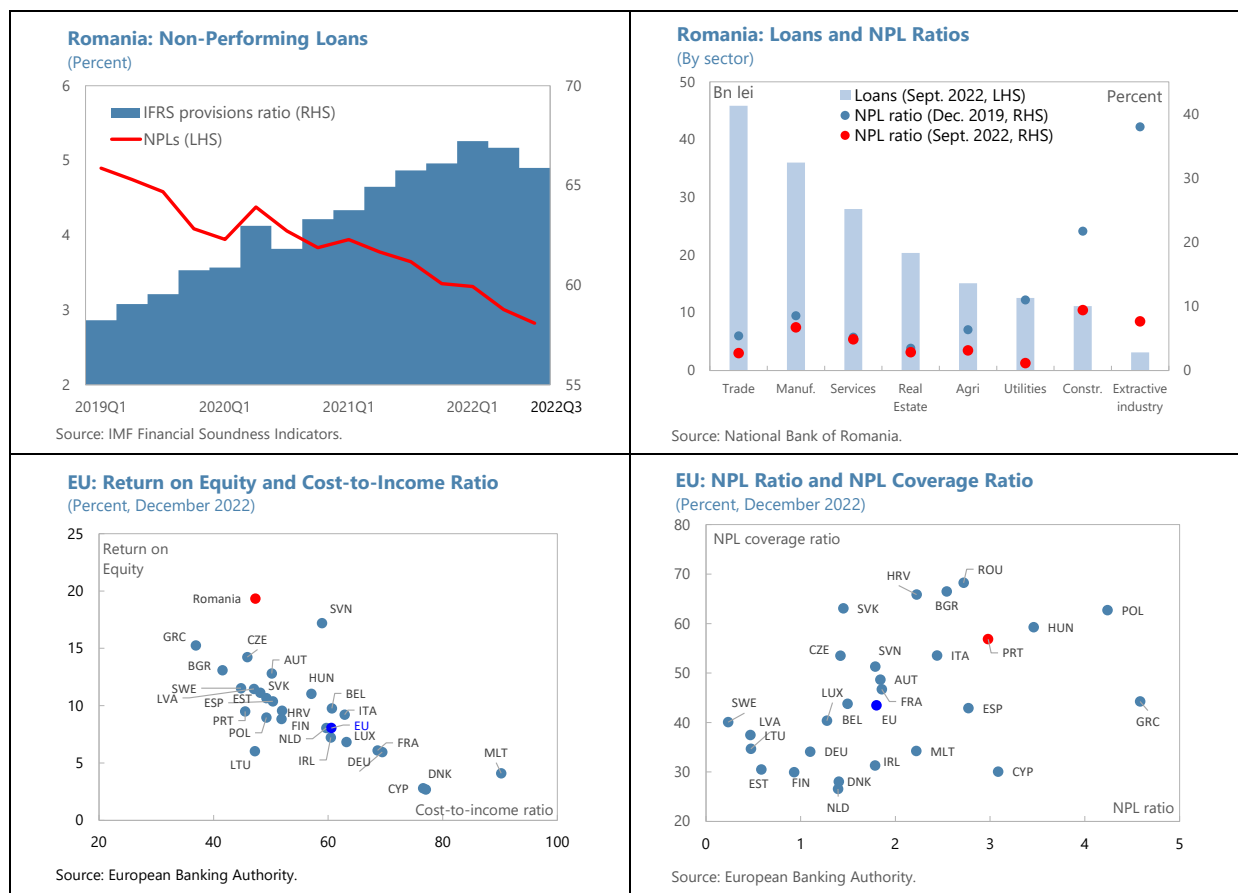 Romania: Non-Performing Loans
(Percent)
6
5
4
3
2
70
65
60
55
IFRS provisions ratio (RHS)
NPLs (LHS)
2019Q1
2020Q1
2021Q1
2022Q1
2022Q3
Source: IMF Financial Soundness Indicators.
Romania: Loans and NPL Ratios
(By sector)
50
40
30
20
10
0
Bn lei
Loans (Sept. 2022, LHS)
NPL ratio (Dec. 2019, RHS)
NPL ratio (Sept. 2022, RHS)
Percent
40
30
20
10
0
Trade
Manuf.
Services
Real
Estate
Agri
Utilities
Constr.
Extractive
industry
Source: National Bank of Romania.
EU: Return on Equity and Cost-to-Income Ratio
(Percent, December 2022)
25
20
15
10
5
0
Return on
Equity
Romania
SVN
GRC
CZE
BGR
AUT
SWE
SVK
HUN
LVA
ESP
EST
BEL
PRT
HRV
ITA
POL
FIN
EU
NLD
LUX
FRA
LTU
IRL
DEU
MLT
CYP
DNK
Cost-to-income ratio
20
40
60
80
100
Source: European Banking Authority.
EU: NPL Ratio and NPL Coverage Ratio
(Percent, December 2022)
80
70
60
50
40
30
20
NPL coverage ratio
HRV
ROU
SVK
BGR
POL
HUN
CZE
SVN
ITA
PRT
AUT
LUX
FRA
SWE
LVA
BEL
EU
ESP
GRC
LTU
DEU
IRL
MLT
CYP
EST
FIN
DNK
NLD
NPL ratio
0
1
2
3
4
5
Source: European Banking Authority.